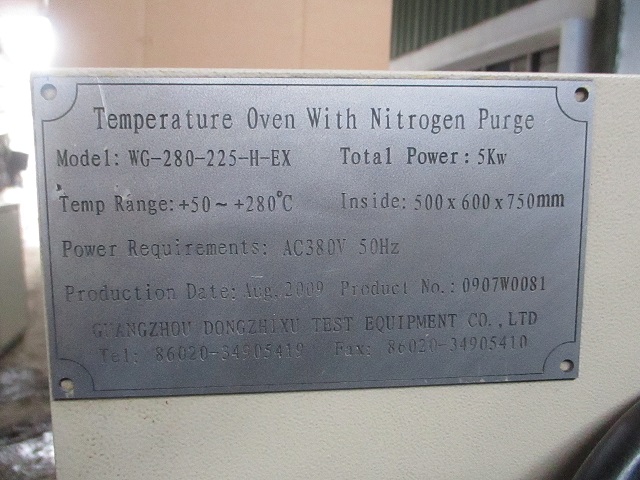 Temperature Oven With Nitrogen Purge
Model: WG-280-225-H-EX Total Power: 5Kw
Temp Range: +50~+280℃ Inside: 500x600x750mm
Power Requirements: AC380V 50Hz
Production Date: Aug, 2009 Product No.: 0907W0081
GUANGZHOU DONGZHIXU TEST EQUIPMENT CO.,LTD
Tel: 86020-34905419 Fax: 86020-34905410